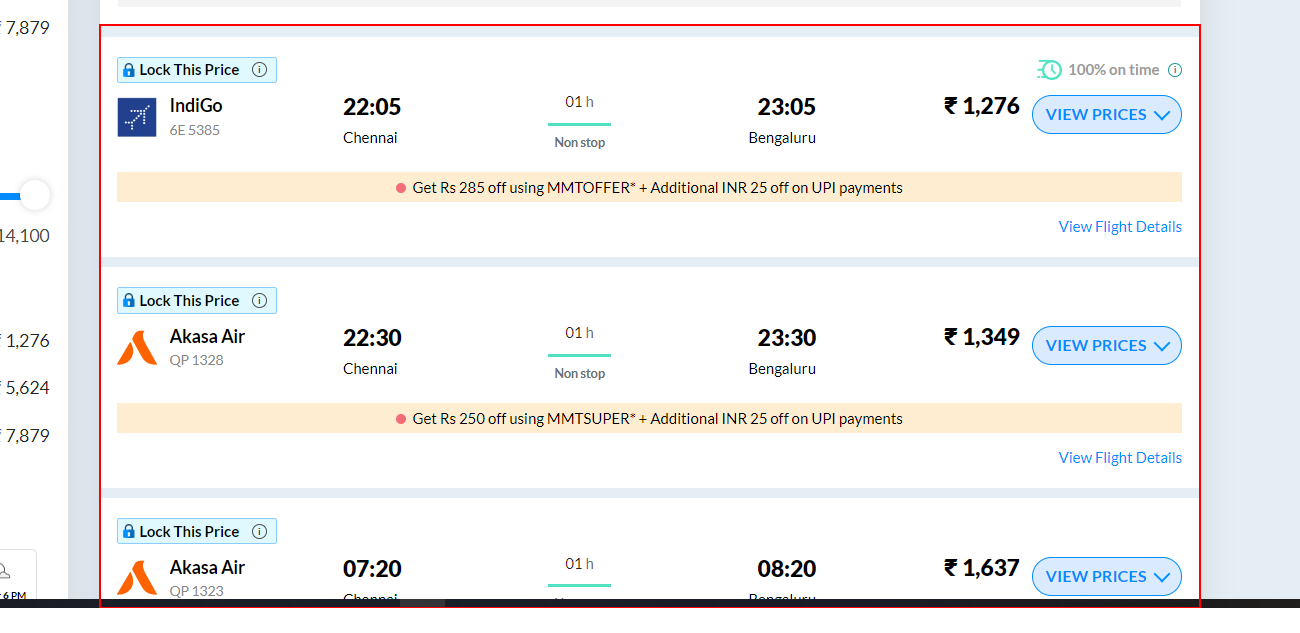 ₹ 7,879
14,100
₹ 1,276
₹ 5,624
₹ 7,879
6 PM
Lock This Price
100% on time
IndiGo
6E 5385
22:05
Chennai
01 h
Non stop
23:05
Bengaluru
₹ 1,276
VIEW PRICES
Get Rs 285 off using MMTOFFER* + Additional INR 25 off on UPI payments
View Flight Details
Lock This Price
Akasa Air
QP 1328
22:30
Chennai
01 h
Non stop
23:30
Bengaluru
₹ 1,349
VIEW PRICES
Get Rs 250 off using MMTSUPER* + Additional INR 25 off on UPI payments
View Flight Details
Lock This Price
Akasa Air
QP 1323
07:20
Chennai
01 h
08:20
Bengaluru
₹ 1,637
VIEW PRICES